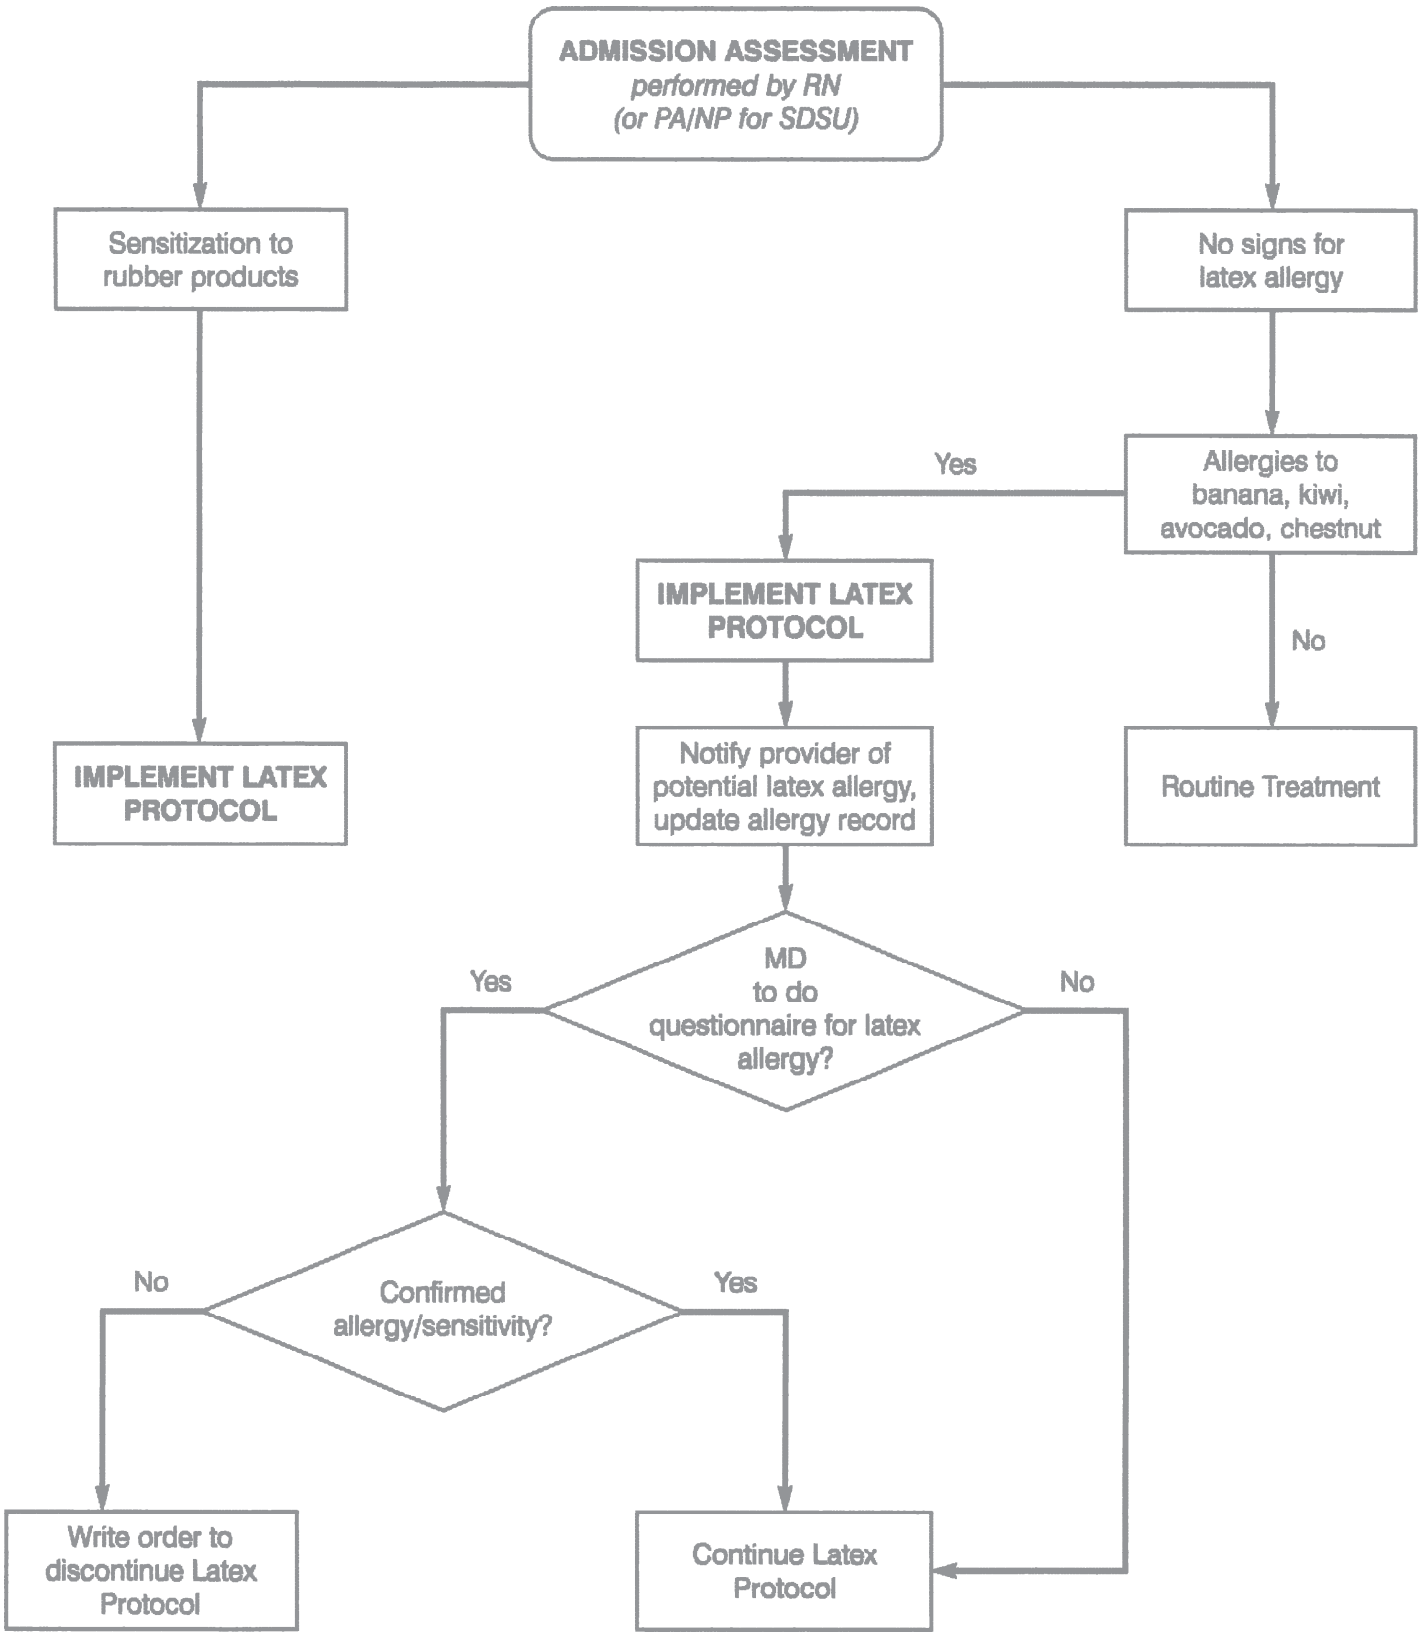 ADMISSION ASSESSMENT
performed by RN
(or PA/NP for SDSU)
Sensitization to
rubber products
No signs for
latex allergy
Yes
Allergies to
banana, kiwi,
avocado, chestnut
IMPLEMENT LATEX
PROTOCOL
No
IMPLEMENT LATEX
PROTOCOL
Notify provider of
potential latex allergy,
update allergy record
Routine Treatment
Yes
MD
to do
questionnaire for latex
allergy?
No
No
Confirmed
allergy/sensitivity?
Yes
Write order to
discontinue Latex
Protocol
Continue Latex
Protocol